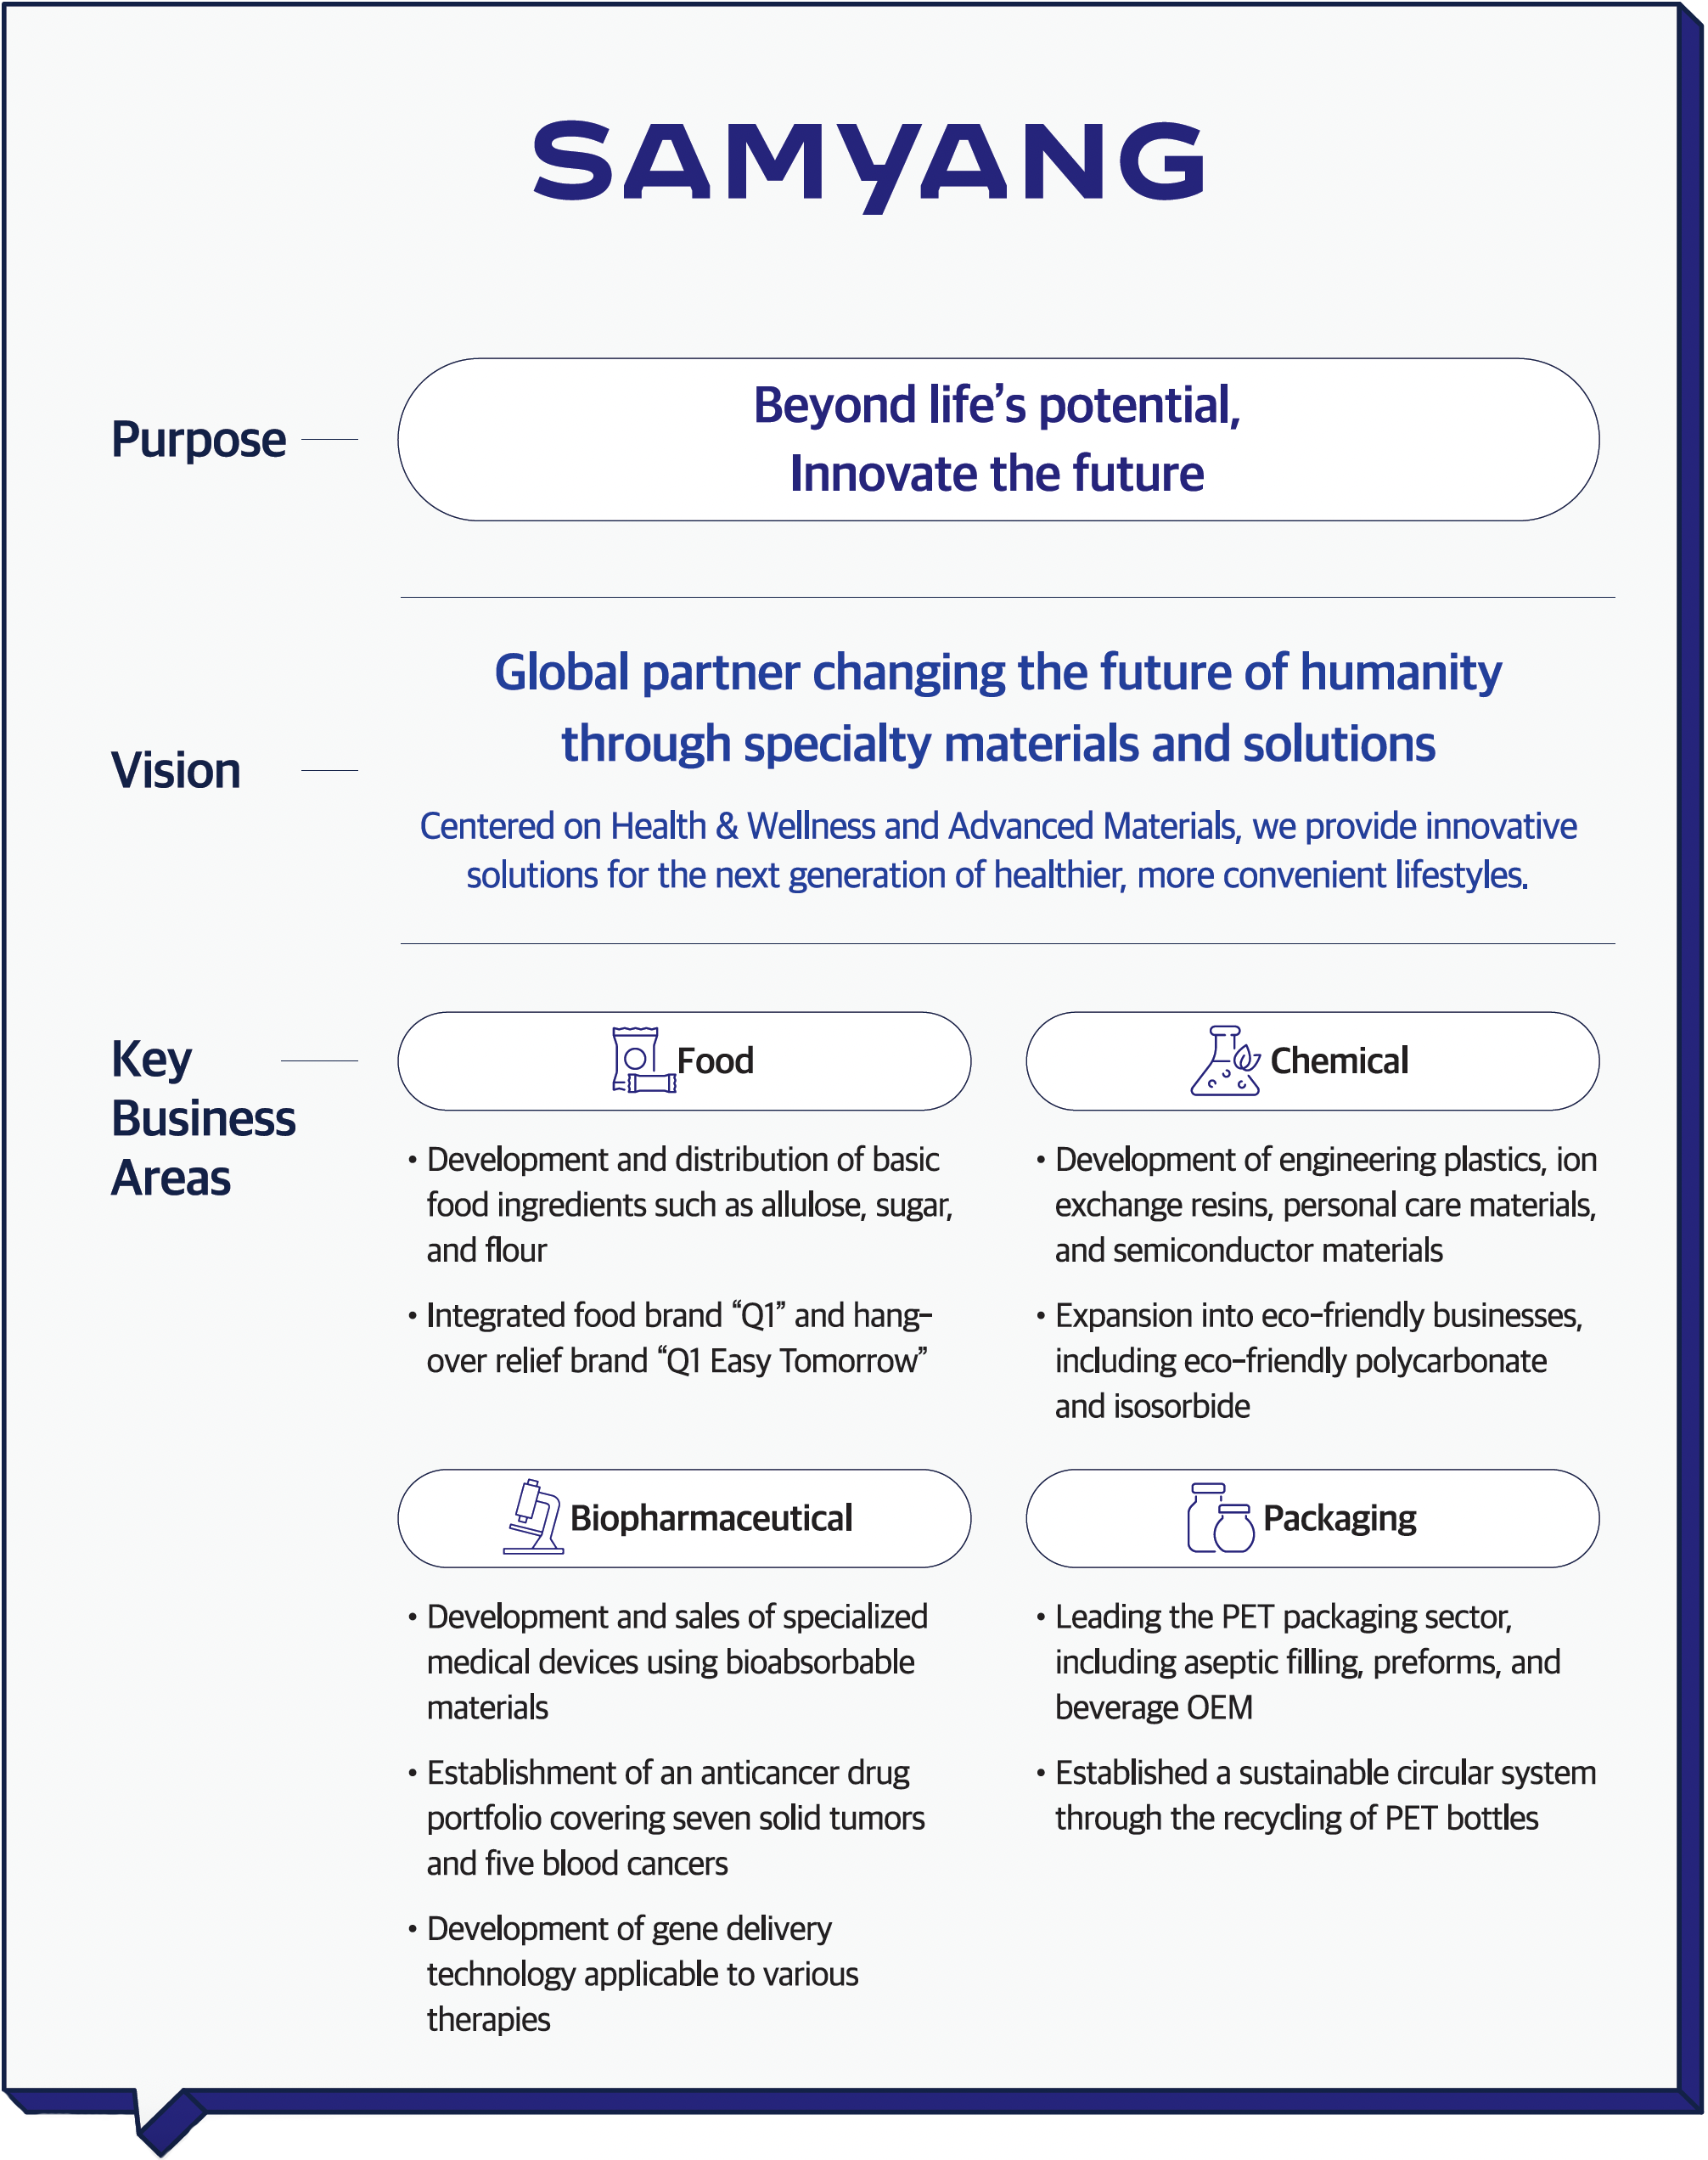 SAMYANG
Purpose
Beyond life’s potential,
Innovate the future
Vision
Global partner changing the future of humanity
through specialty materials and solutions
Centered on Health & Wellness and Advanced Materials, we provide innovative
solutions for the next generation of healthier, more convenient lifestyles.
Key
Business
Areas
Food
• Development and distribution of basic
food ingredients such as allulose, sugar,
and flour
• Integrated food brand “Q1” and hang-
over relief brand “Q1 Easy Tomorrow”
Chemical
• Development of engineering plastics, ion
exchange resins, personal care materials,
and semiconductor materials
• Expansion into eco-friendly businesses,
including eco-friendly polycarbonate
and isosorbide
Biopharmaceutical
• Development and sales of specialized
medical devices using bioabsorbable
materials
• Establishment of an anticancer drug
portfolio covering seven solid tumors
and five blood cancers
• Development of gene delivery
technology applicable to various
therapies
Packaging
• Leading the PET packaging sector,
including aseptic filling, preforms, and
beverage OEM
• Established a sustainable circular system
through the recycling of PET bottles